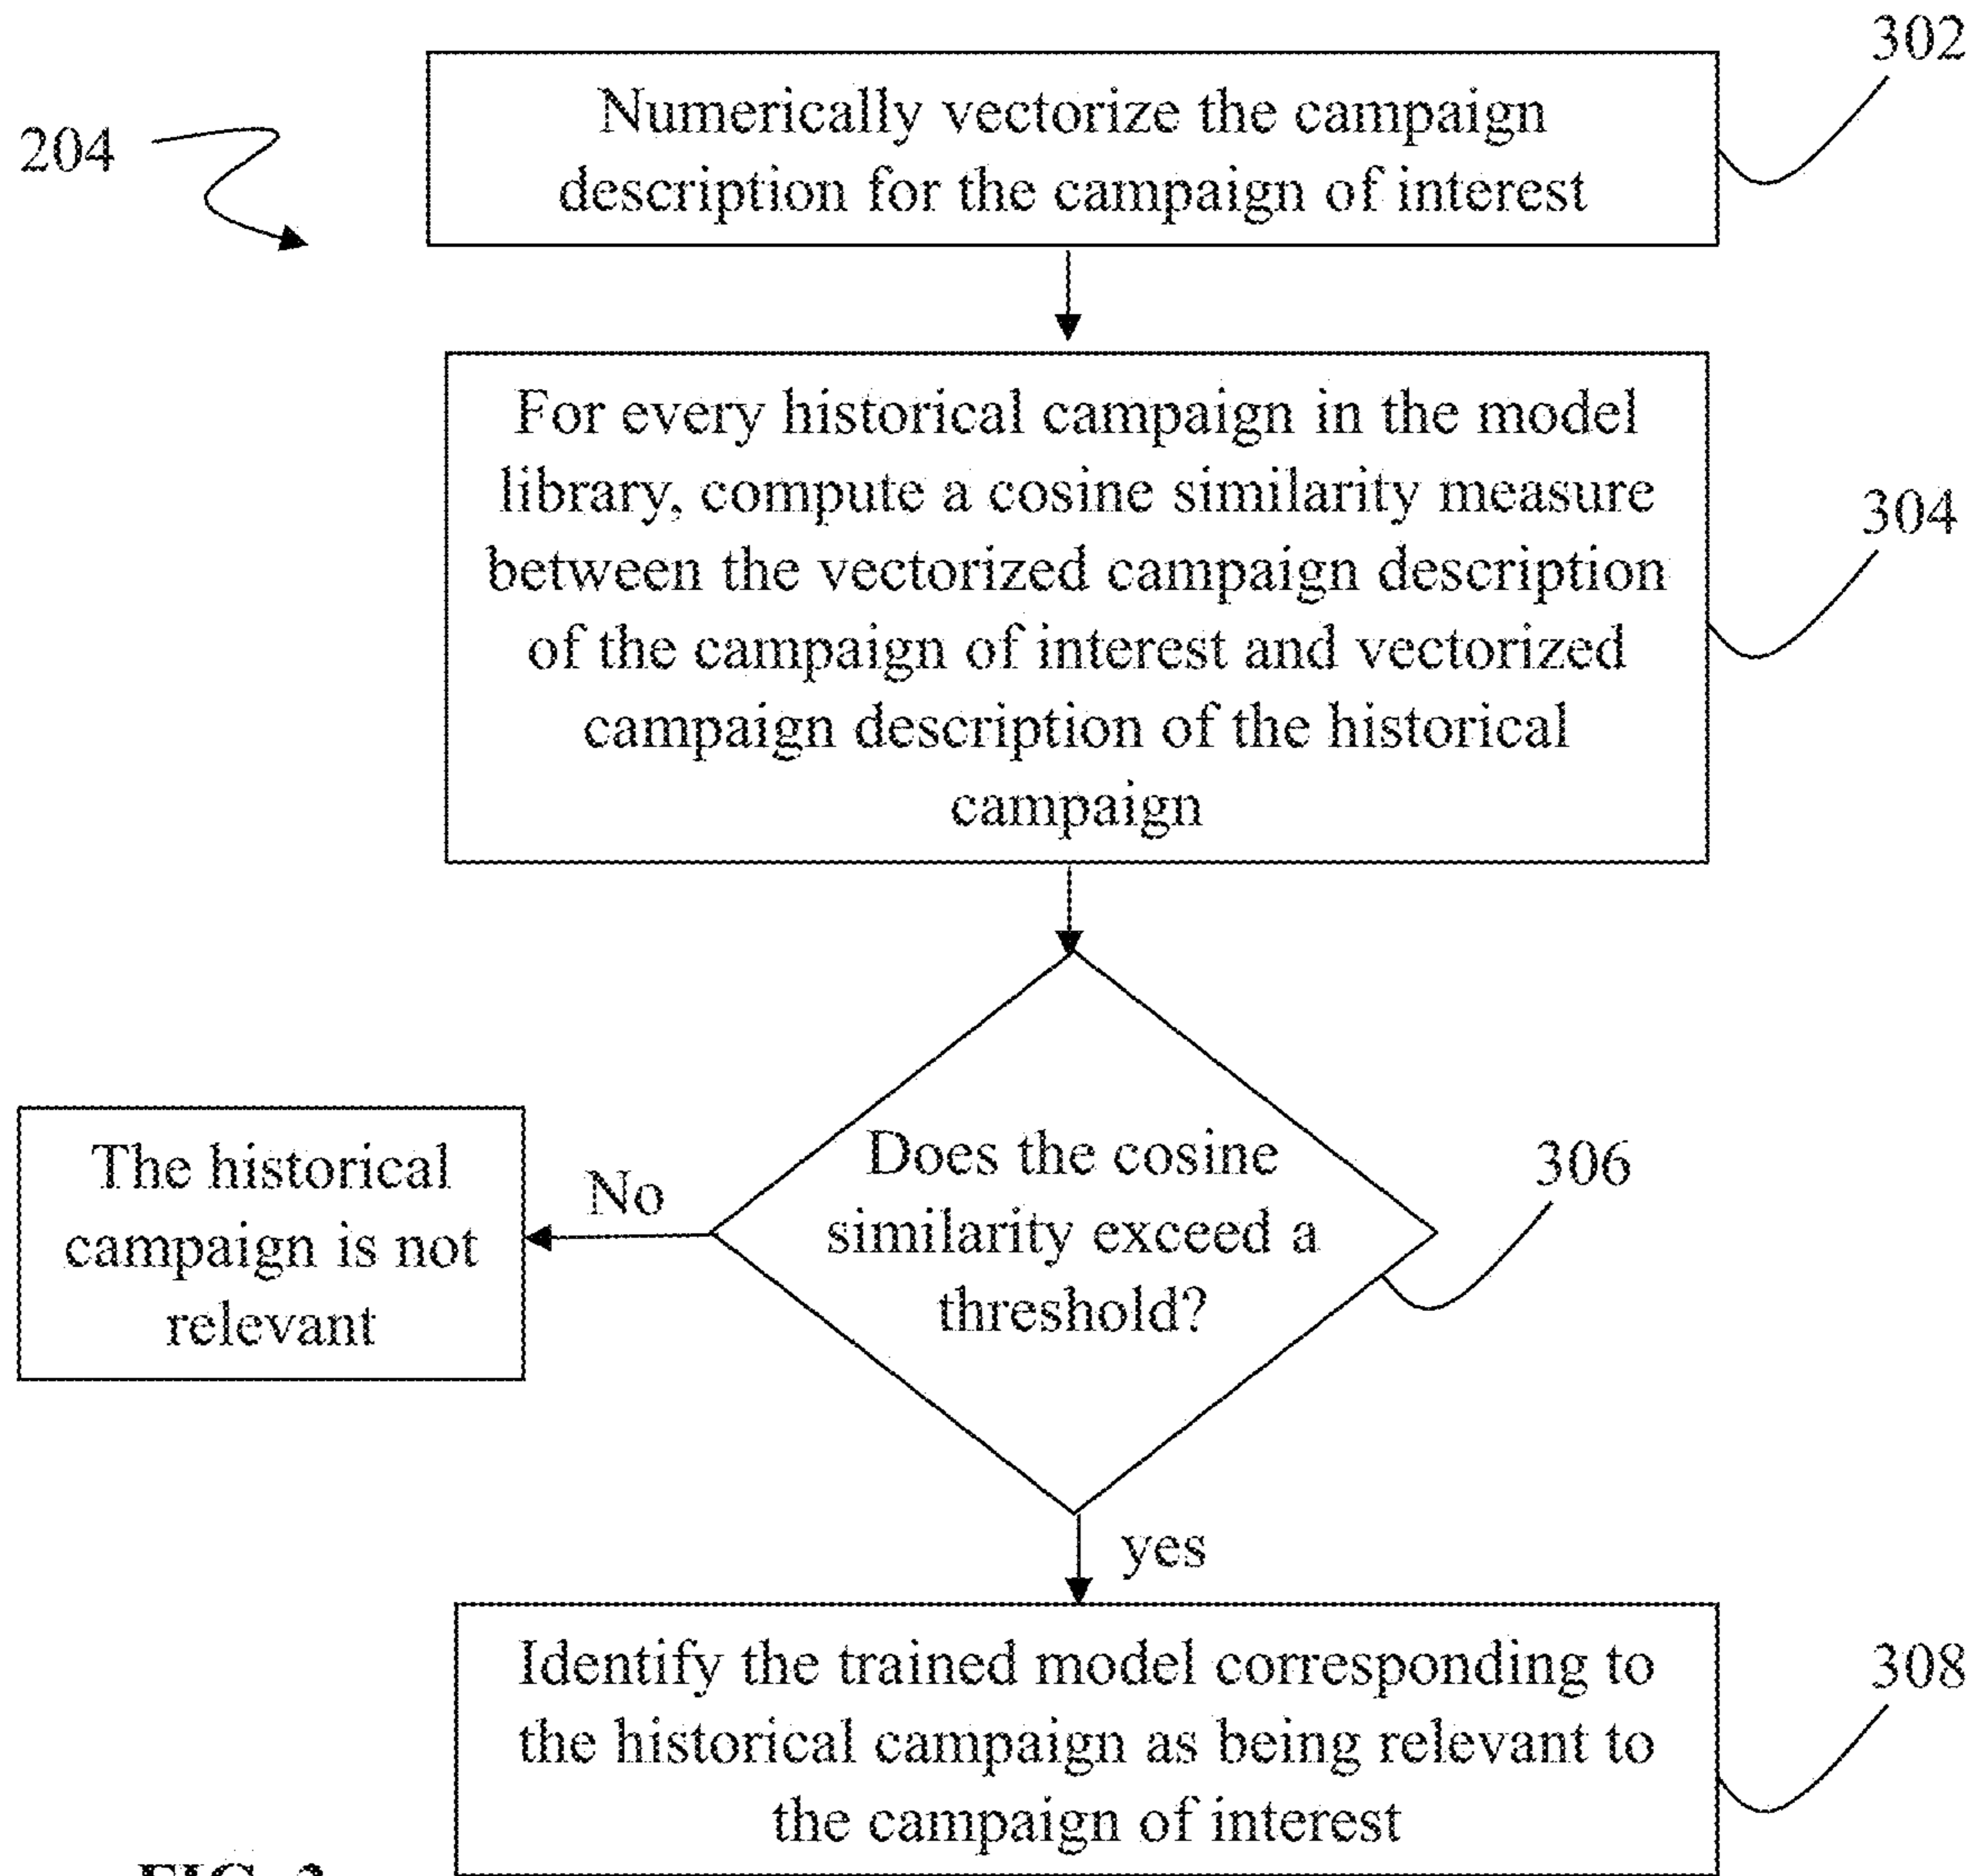 302
204
Numerically vectorize the campaign
description for the campaign of interest
For every historical campaign in the model
library, compute a cosine similarity measure
between the vectorized campaign description
of the campaign of interest and vectorized
campaign description of the historical
campaign
304
Does the cosine
similarity exceed a
threshold?
306
No
The historical
campaign is not
relevant
yes
Identify the trained model corresponding to
the historical campaign as being relevant to
the campaign of interest
308